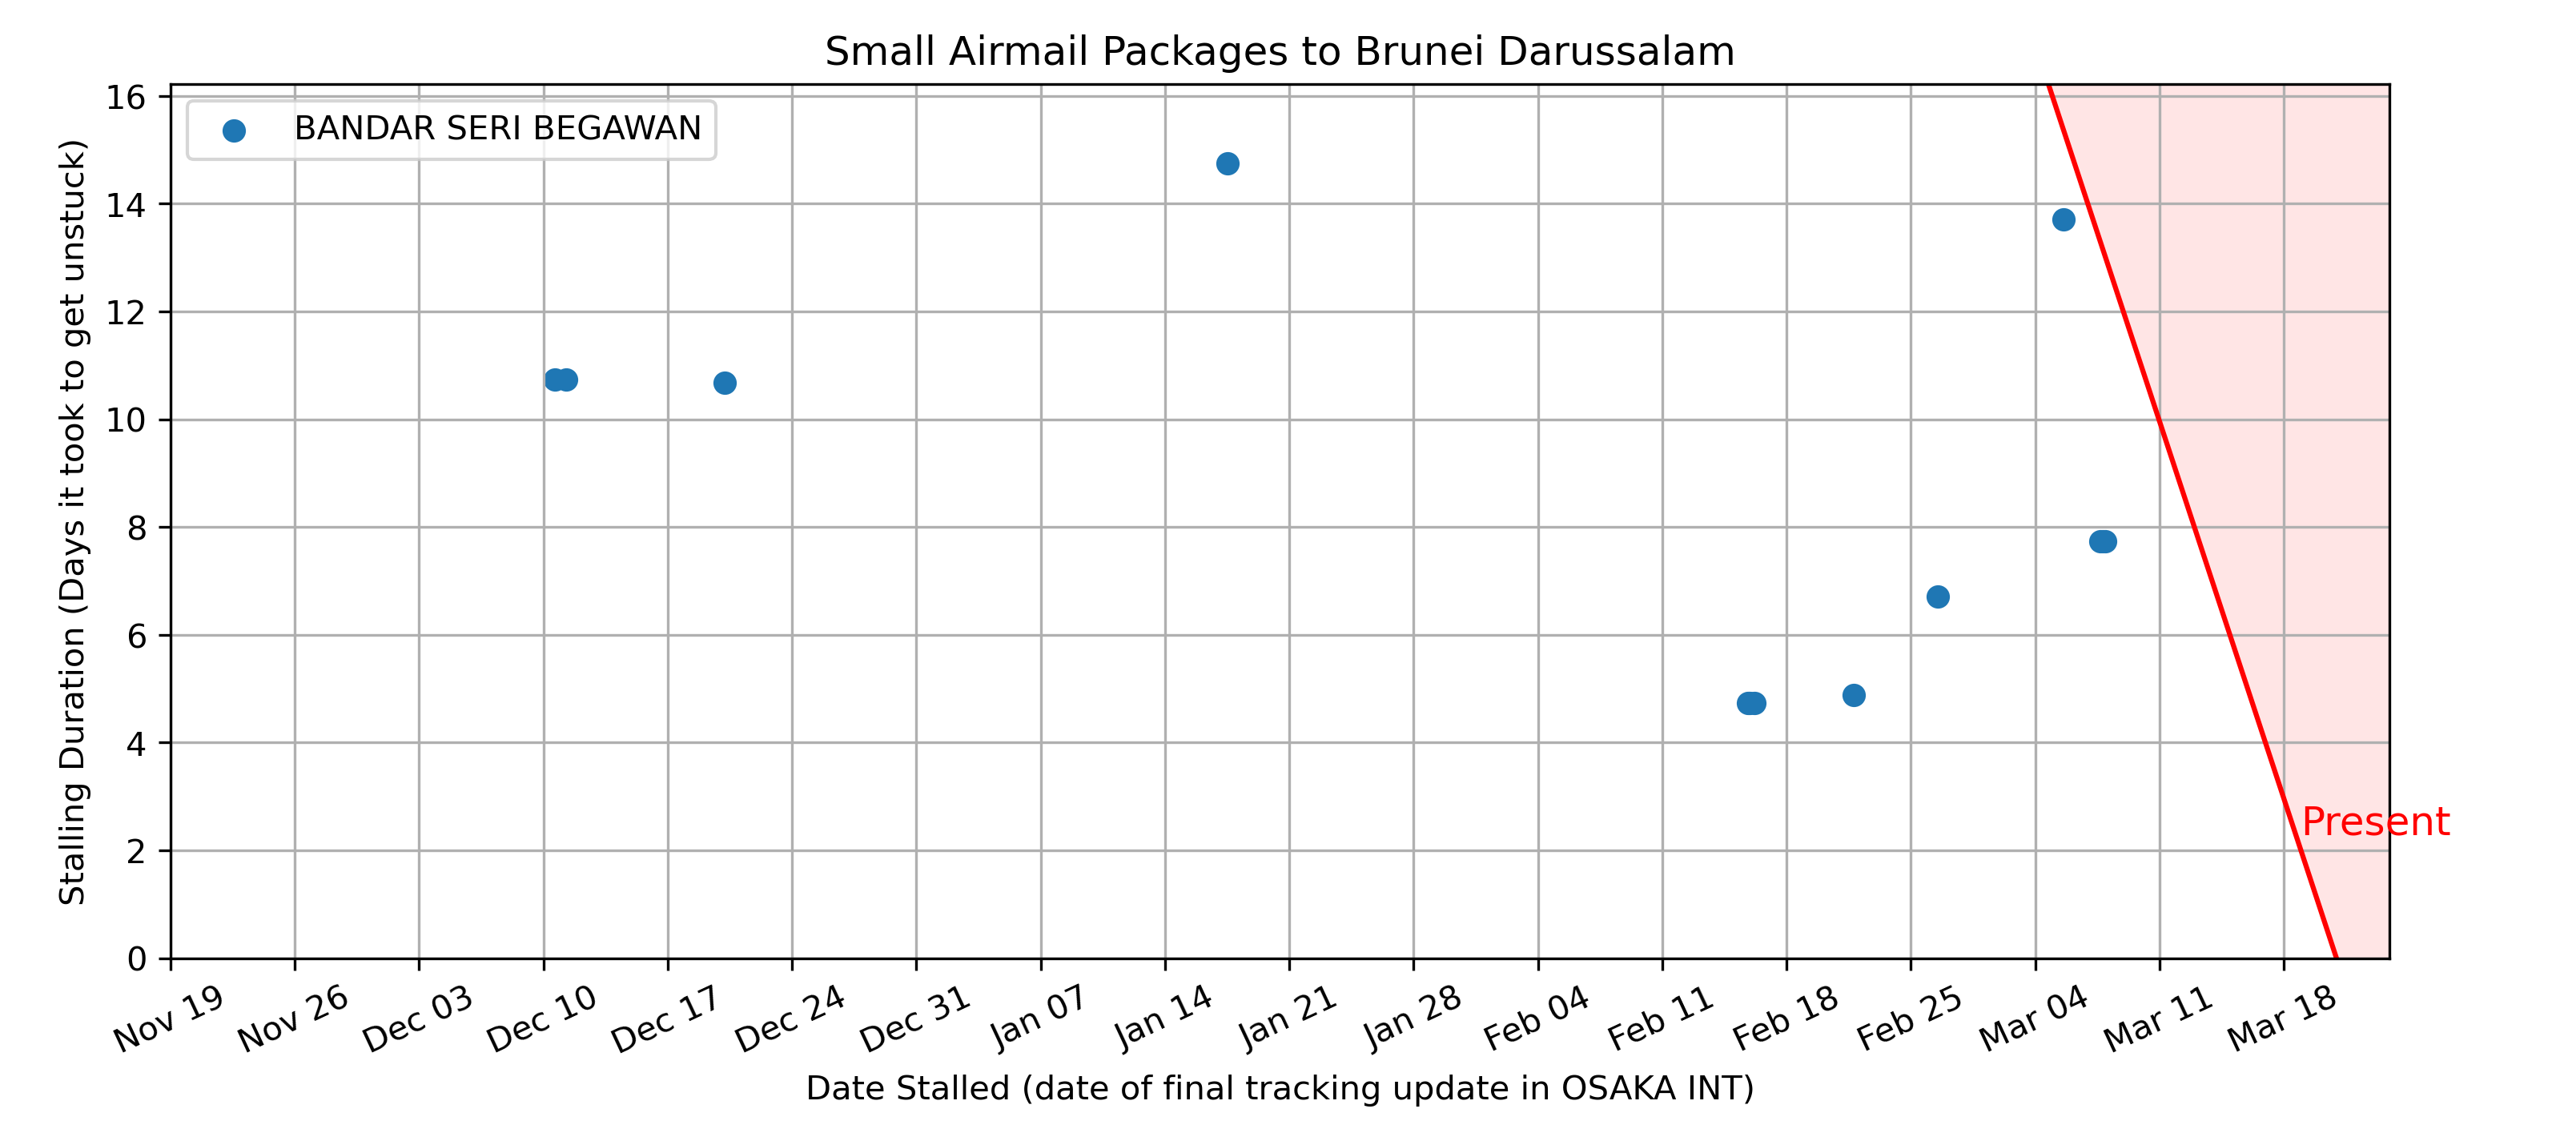 Small Airmail Packages to Brunei Darussalam
BANDAR SERI BEGAWAN
Stalling Duration (Days it took to get unstuck)
16
14
12
10
8
6
4
2
0
Present
Nov 19
Nov 26
Dec 03
Dec 10
Dec 17
Dec 24
Dec 31
Jan 07
Jan 14
Jan 21
Jan 28
Feb 04
Feb 11
Feb 18
Feb 25
Mar 04
Mar 11
Mar 18
Date Stalled (date of final tracking update in OSAKA INT)